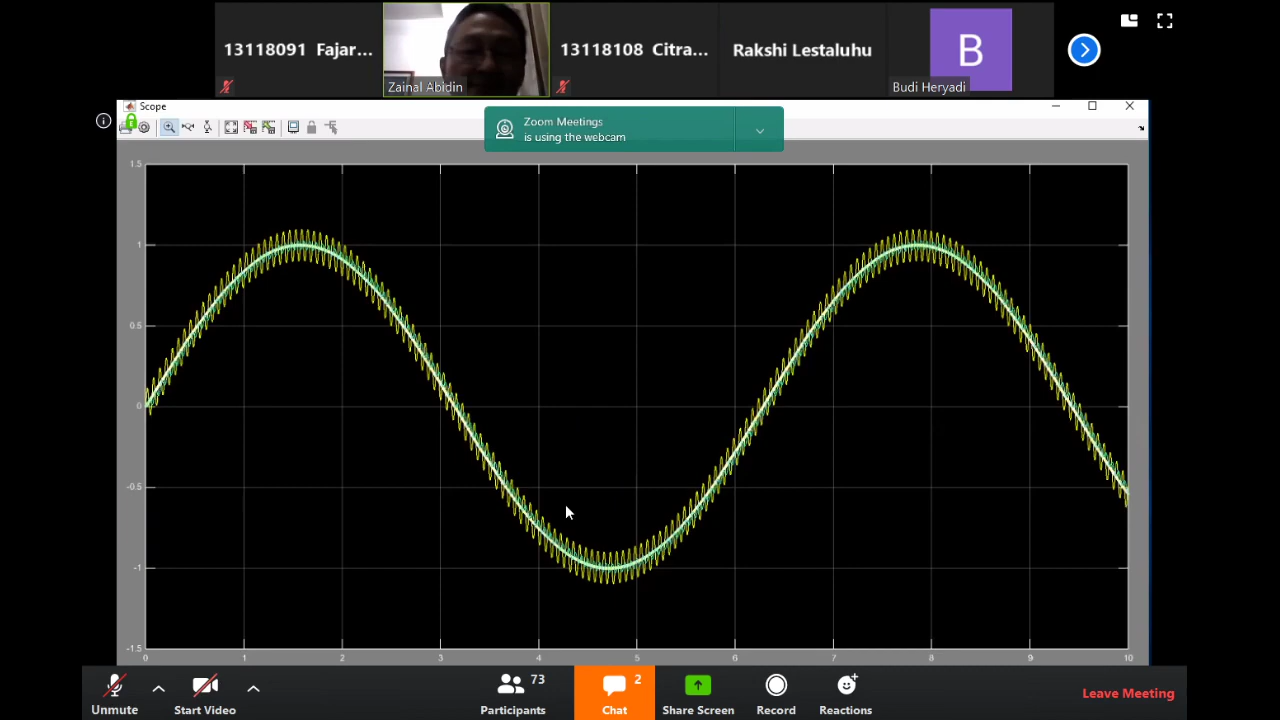 13118091 Fajar...
Zainal Abidin
13118108 Citra...
Rakshi Lestaluhu
B
Budi Heryadi
Scope
Zoom Meetings
is using the webcam
1.5
1
0.5
0
-0.5
-1
-1.5
0 1 2 3 4 5 6 7 8 9 10
Unmute
Start Video
73
Participants
2
Chat
Share Screen
Record
Reactions
Leave Meeting